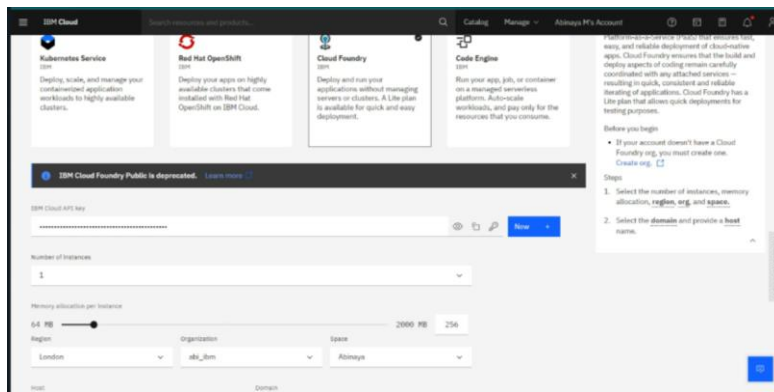 IBM Cloud
Search resources and products...
Catalog
Manage
Abinaya M's Account
Kubernetes Service
IBM
Deploy, scale, and manage your
containerized application
workloads to highly available
clusters.
Red Hat OpenShift
IBM
Deploy your apps on highly
available clusters that come
installed with Red Hat
OpenShift on IBM Cloud.
Cloud Foundry
IBM
Deploy and run your
applications without managing
servers or clusters. A Lite plan
is available for quick and easy
deployment.
Code Engine
IBM
Run your app, job, or container
on a managed serverless
platform. Auto-scale
workloads, and pay only for the
resources that you consume.
IBM Cloud Foundry Public is deprecated. Learn more
IBM Cloud API key
New +
Number of instances
1
Memory allocation per instance
64 MB
2000 MB
256
Region
Organization
Space
London
abi_ibm
Abinaya
Host
Domain
Platform-as-a-Service (PaaS) that ensures fast,
easy, and reliable deployment of cloud-native
apps. Cloud Foundry ensures that the build and
deploy aspects of coding remain carefully
coordinated with any attached services —
resulting in quick, consistent and reliable
iterating of applications. Cloud Foundry has a
Lite plan that allows quick deployments for
testing purposes.
Before you begin
• If your account doesn't have a Cloud
Foundry org, you must create one.
Create org.
Steps
1. Select the number of instances, memory
allocation, region, org, and space.
2. Select the domain and provide a host
name.